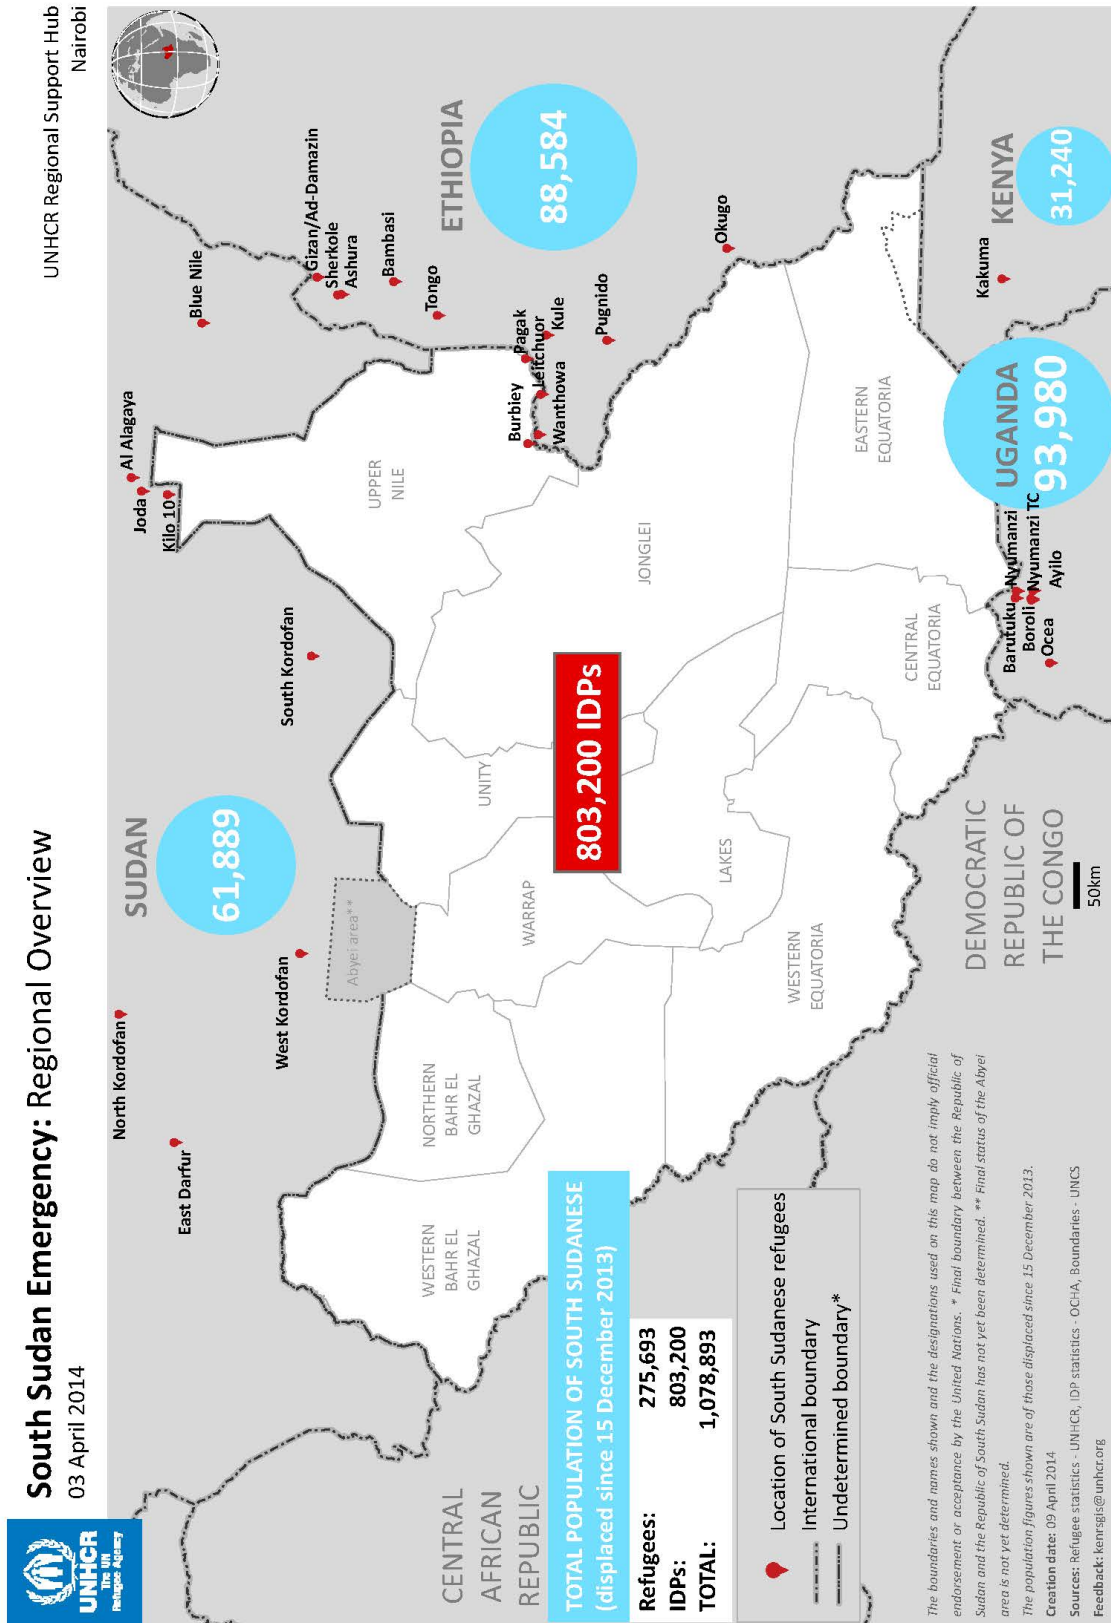 UNHCR
The UN
Refugee Agency
South Sudan Emergency: Regional Overview
03 April 2014
UNHCR Regional Support Hub
Nairobi
North Kordofan
East Darfur
West Kordofan
SUDAN
61,889
Abyei area**
South Kordofan
Joda
Al Alagaya
Kilo 10
Blue Nile
Gizan/Ad-Damazin
Sherkole
Ashura
Bambasi
Tongo
ETHIOPIA
88,584
Burbiey
Pagak
Leitchuor
Kule
Wanthowa
Pugnido
Okugo
UPPER
NILE
UNITY
WARRAP
NORTHERN
BAHR EL
GHAZAL
WESTERN
BAHR EL
GHAZAL
JONGLEI
803,200 IDPs
LAKES
WESTERN
EQUATORIA
CENTRAL
EQUATORIA
EASTERN
EQUATORIA
CENTRAL
AFRICAN
REPUBLIC
DEMOCRATIC
REPUBLIC OF
THE CONGO
50km
UGANDA
93,980
Barutuku
Nyumanzi
Boroli
Nyumanzi TC
Ocea
Ayilo
KENYA
31,240
Kakuma
TOTAL POPULATION OF SOUTH SUDANESE
(displaced since 15 December 2013)
Refugees: 275,693
IDPs: 803,200
TOTAL: 1,078,893
Location of South Sudanese refugees
International boundary
Undetermined boundary*
The boundaries and names shown and the designations used on this map do not imply official
endorsement or acceptance by the United Nations. * Final boundary between the Republic of
Sudan and the Republic of South Sudan has not yet been determined. ** Final status of the Abyei
area is not yet determined.
The population figures shown are of those displaced since 15 December 2013.
Creation date: 09 April 2014
Sources: Refugee statistics - UNHCR, IDP statistics - OCHA, Boundaries - UNCS
Feedback: kenrsgis@unhcr.org